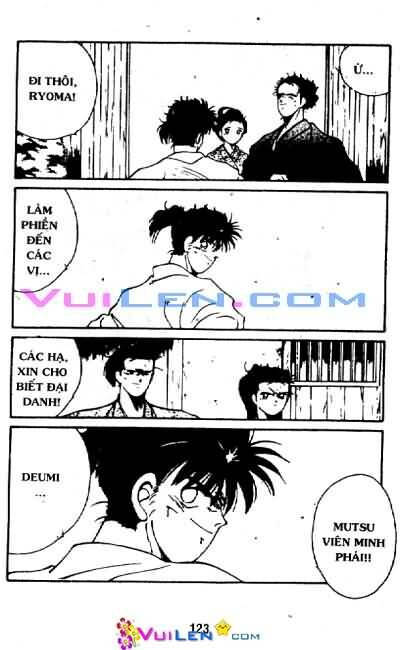 ĐI THÔI,
RYOMA!
Ừ...
LÀM
PHIỀN
ĐẾN
CÁC
VỊ...
VUILEN.COM
CÁC HẠ,
XIN CHO
BIẾT ĐẠI
DANH!
DEUMI
...
MUTSU
VIÊN MINH
PHÁI!!
123
VUILEN.COM